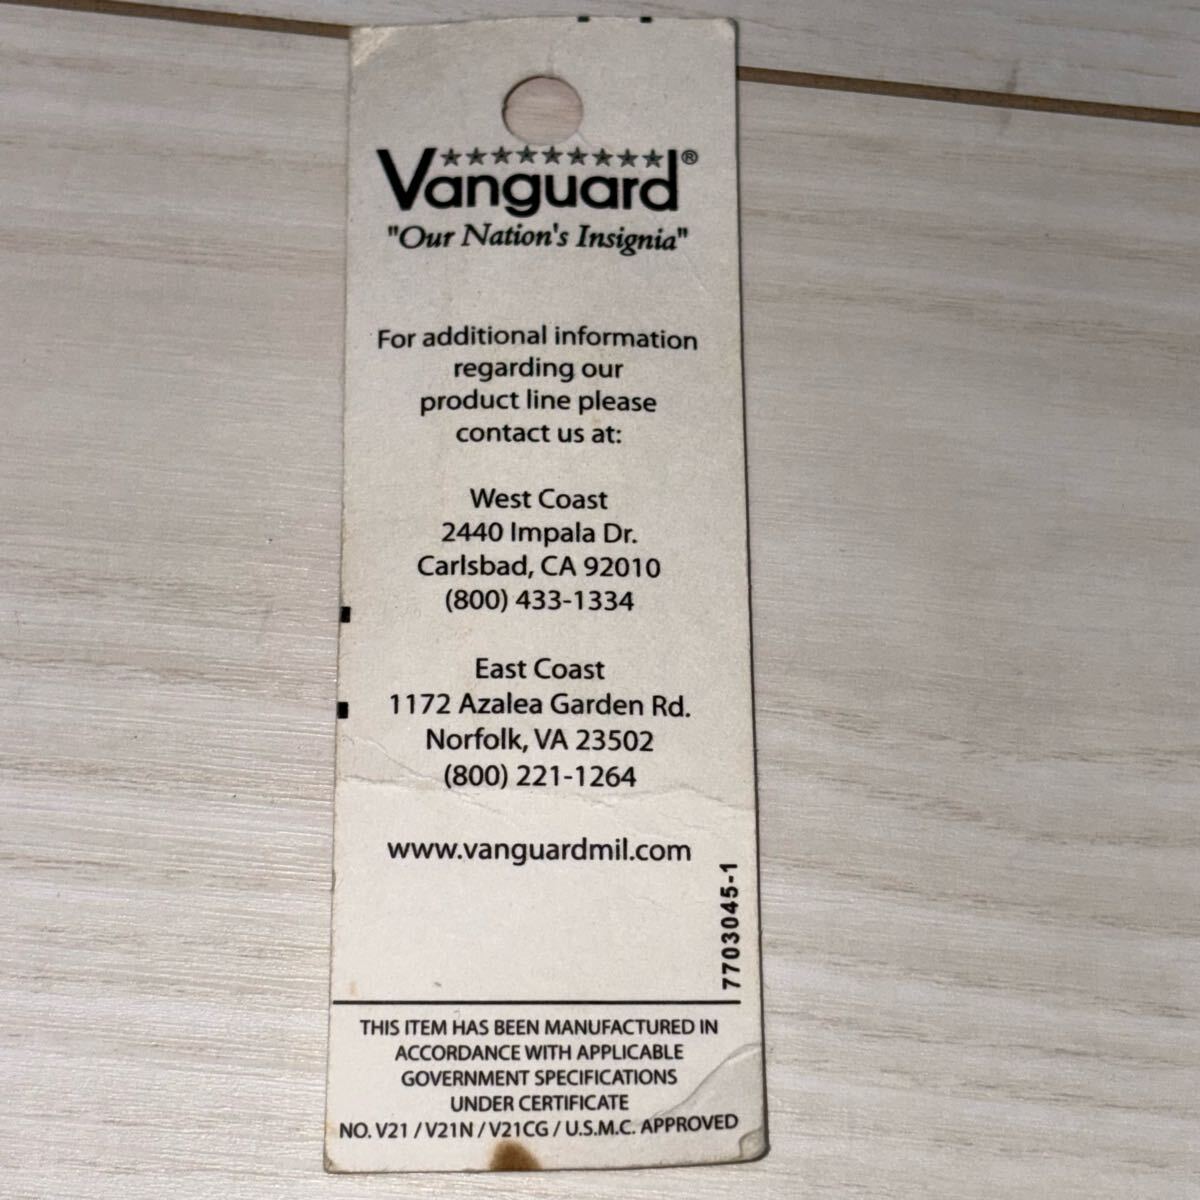 Vanguard®
"Our Nation's Insignia"
For additional information
regarding our
product line please
contact us at:
West Coast
2440 Impala Dr.
Carlsbad, CA 92010
(800) 433-1334
East Coast
1172 Azalea Garden Rd.
Norfolk, VA 23502
(800) 221-1264
www.vanguardmil.com
7703045-1
THIS ITEM HAS BEEN MANUFACTURED IN
ACCORDANCE WITH APPLICABLE
GOVERNMENT SPECIFICATIONS
UNDER CERTIFICATE
NO. V21 / V21N / V21CG / U.S.M.C. APPROVED